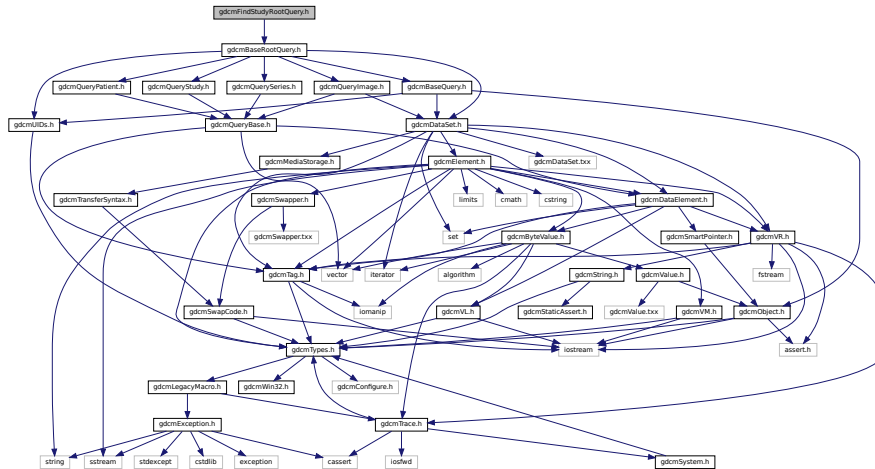 gdcmFindStudyRootQuery.h
gdcmBaseRootQuery.h
gdcmQueryPatient.h
gdcmQueryStudy.h
gdcmQuerySeries.h
gdcmQueryImage.h
gdcmBaseQuery.h
gdcmUIDs.h
gdcmQueryBase.h
gdcmDataSet.h
gdcmMediaStorage.h
gdcmElement.h
gdcmDataSet.txx
gdcmTransferSyntax.h
gdcmSwapper.h
limits
cmath
cstring
gdcmDataElement.h
gdcmSwapper.txx
set
gdcmByteValue.h
gdcmSmartPointer.h
gdcmVR.h
gdcmTag.h
vector
iterator
algorithm
gdcmString.h
gdcmValue.h
fstream
gdcmSwapCode.h
iomanip
gdcmVL.h
gdcmStaticAssert.h
gdcmValue.txx
gdcmVM.h
gdcmObject.h
gdcmTypes.h
iostream
assert.h
gdcmLegacyMacro.h
gdcmWin32.h
gdcmConfigure.h
gdcmException.h
gdcmTrace.h
string
sstream
stdexcept
cstdlib
exception
cassert
iosfwd
gdcmSystem.h